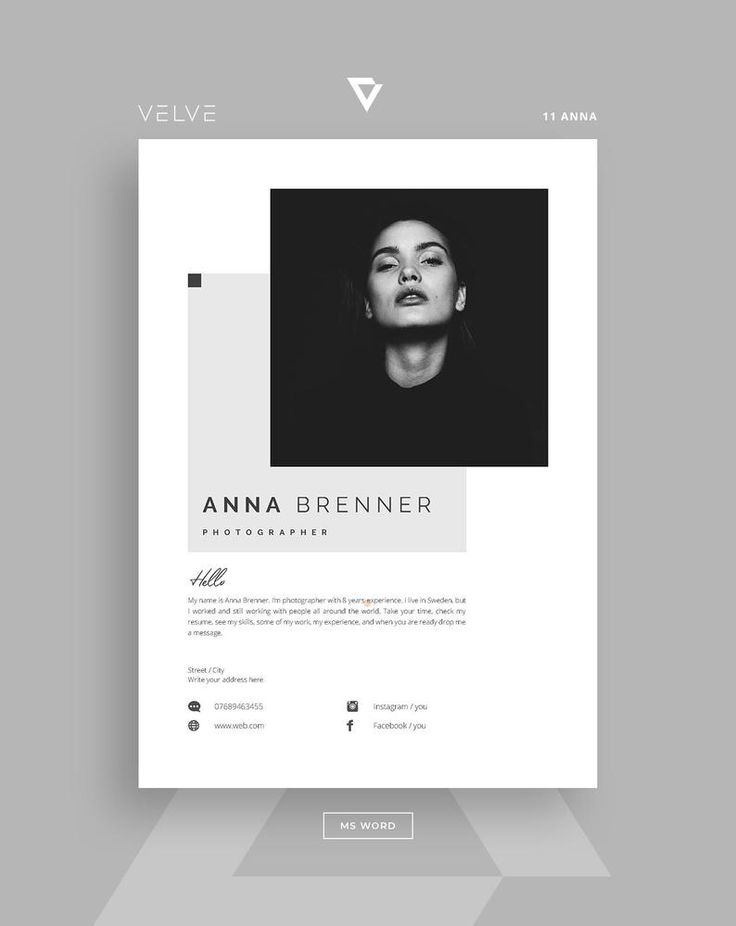 VELVE
11 ANNA
ANNA BRENNER
PHOTOGRAPHER
Hello
My name is Anna Brenner. I'm photographer with 8 years experience. I live in Sweden, but
I worked and still working with people all around the world. Take your time, check my
resume, see my skills, some of my work, my experience, and when you are ready drop me
a message.
Street / City
Write your address here.
07689463455
Instagram / you
www.web.com
Facebook / you
MS WORD